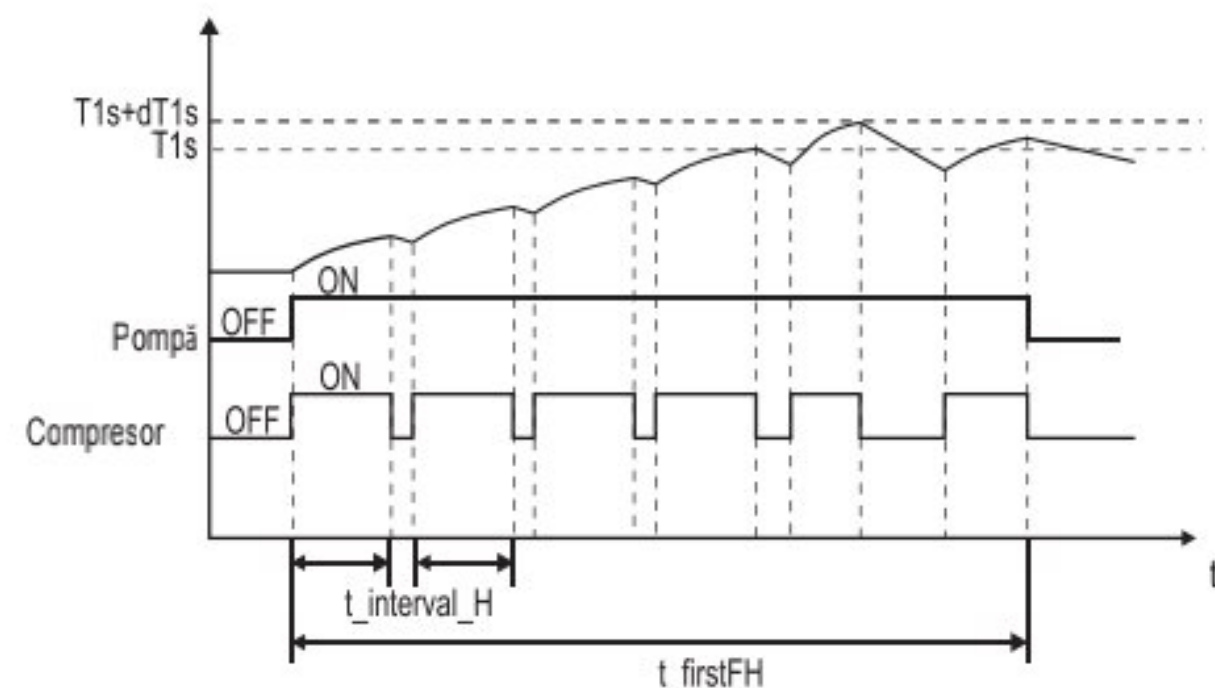 T1s+dT1s
T1s
ON
OFF
Pompă
ON
OFF
Compresor
t
t_interval_H
t_firstFH